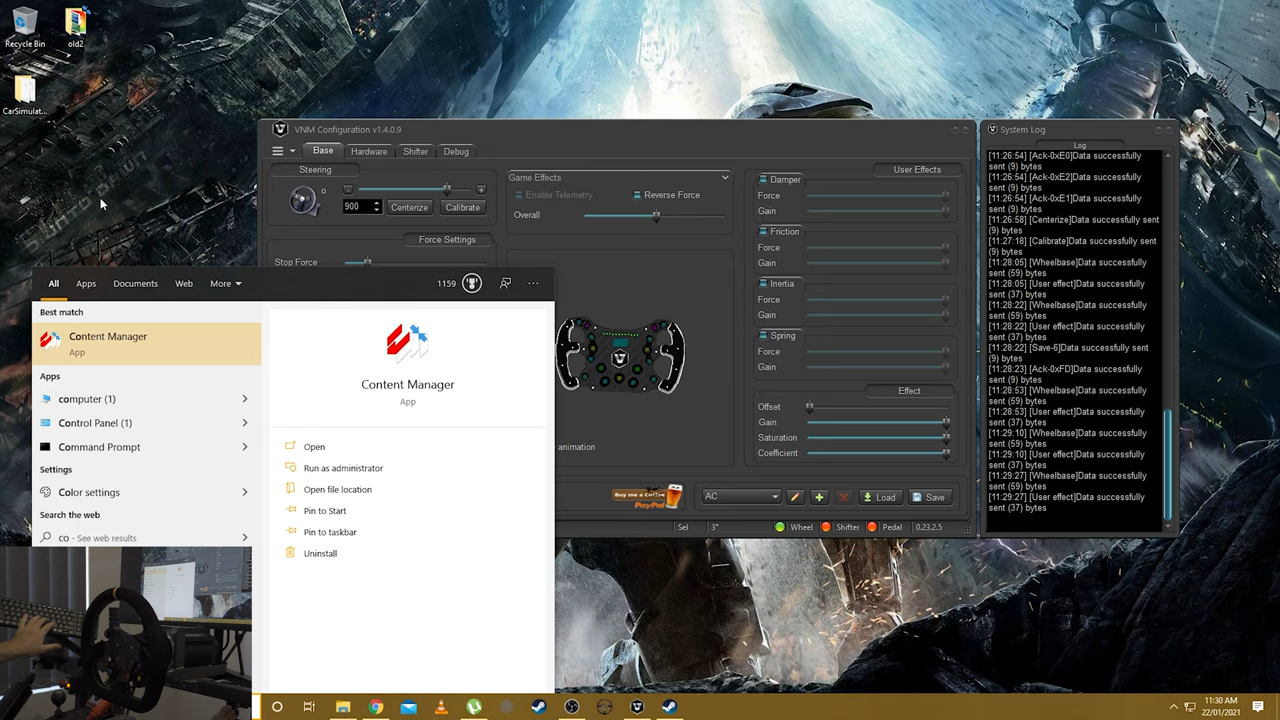 Recycle Bin
old2
CarSimulat...
VNM Configuration v1.4.0.9
Base
Hardware
Shifter
Debug
Steering
0
900
Centerize
Calibrate
Force Settings
Stop Force
Game Effects
Enable Telemetry
Reverse Force
Overall
animation
User Effects
Damper
Force
Gain
Friction
Force
Gain
Inertia
Force
Gain
Spring
Force
Gain
Effect
Offset
Gain
Saturation
Coefficient
Buy me a Coffee
PayPal
AC
Load
Save
Sel
3°
Wheel
Shifter
Pedal
0.23.2.5
System Log
Log
[11:26:54] [Ack-0xE0]Data successfully
sent (9) bytes
[11:26:54] [Ack-0xE2]Data successfully
sent (9) bytes
[11:26:54] [Ack-0xE1]Data successfully
sent (9) bytes
[11:26:58] [Centerize]Data successfully sent
(9) bytes
[11:27:18] [Calibrate]Data successfully sent
(9) bytes
[11:28:05] [Wheelbase]Data successfully
sent (59) bytes
[11:28:05] [User effect]Data successfully
sent (37) bytes
[11:28:22] [Wheelbase]Data successfully
sent (59) bytes
[11:28:22] [User effect]Data successfully
sent (37) bytes
[11:28:22] [Save-6]Data successfully sent
(9) bytes
[11:28:23] [Ack-0xFD]Data successfully
sent (9) bytes
[11:28:53] [Wheelbase]Data successfully
sent (59) bytes
[11:28:53] [User effect]Data successfully
sent (37) bytes
[11:29:10] [Wheelbase]Data successfully
sent (59) bytes
[11:29:10] [User effect]Data successfully
sent (37) bytes
[11:29:27] [Wheelbase]Data successfully
sent (59) bytes
[11:29:27] [User effect]Data successfully
sent (37) bytes
All
Apps
Documents
Web
More
1159
Best match
Content Manager
App
Apps
computer (1)
Control Panel (1)
Command Prompt
Settings
Color settings
Search the web
co - See web results
Content Manager
App
Open
Run as administrator
Open file location
Pin to Start
Pin to taskbar
Uninstall
11:30 AM
22/01/2021